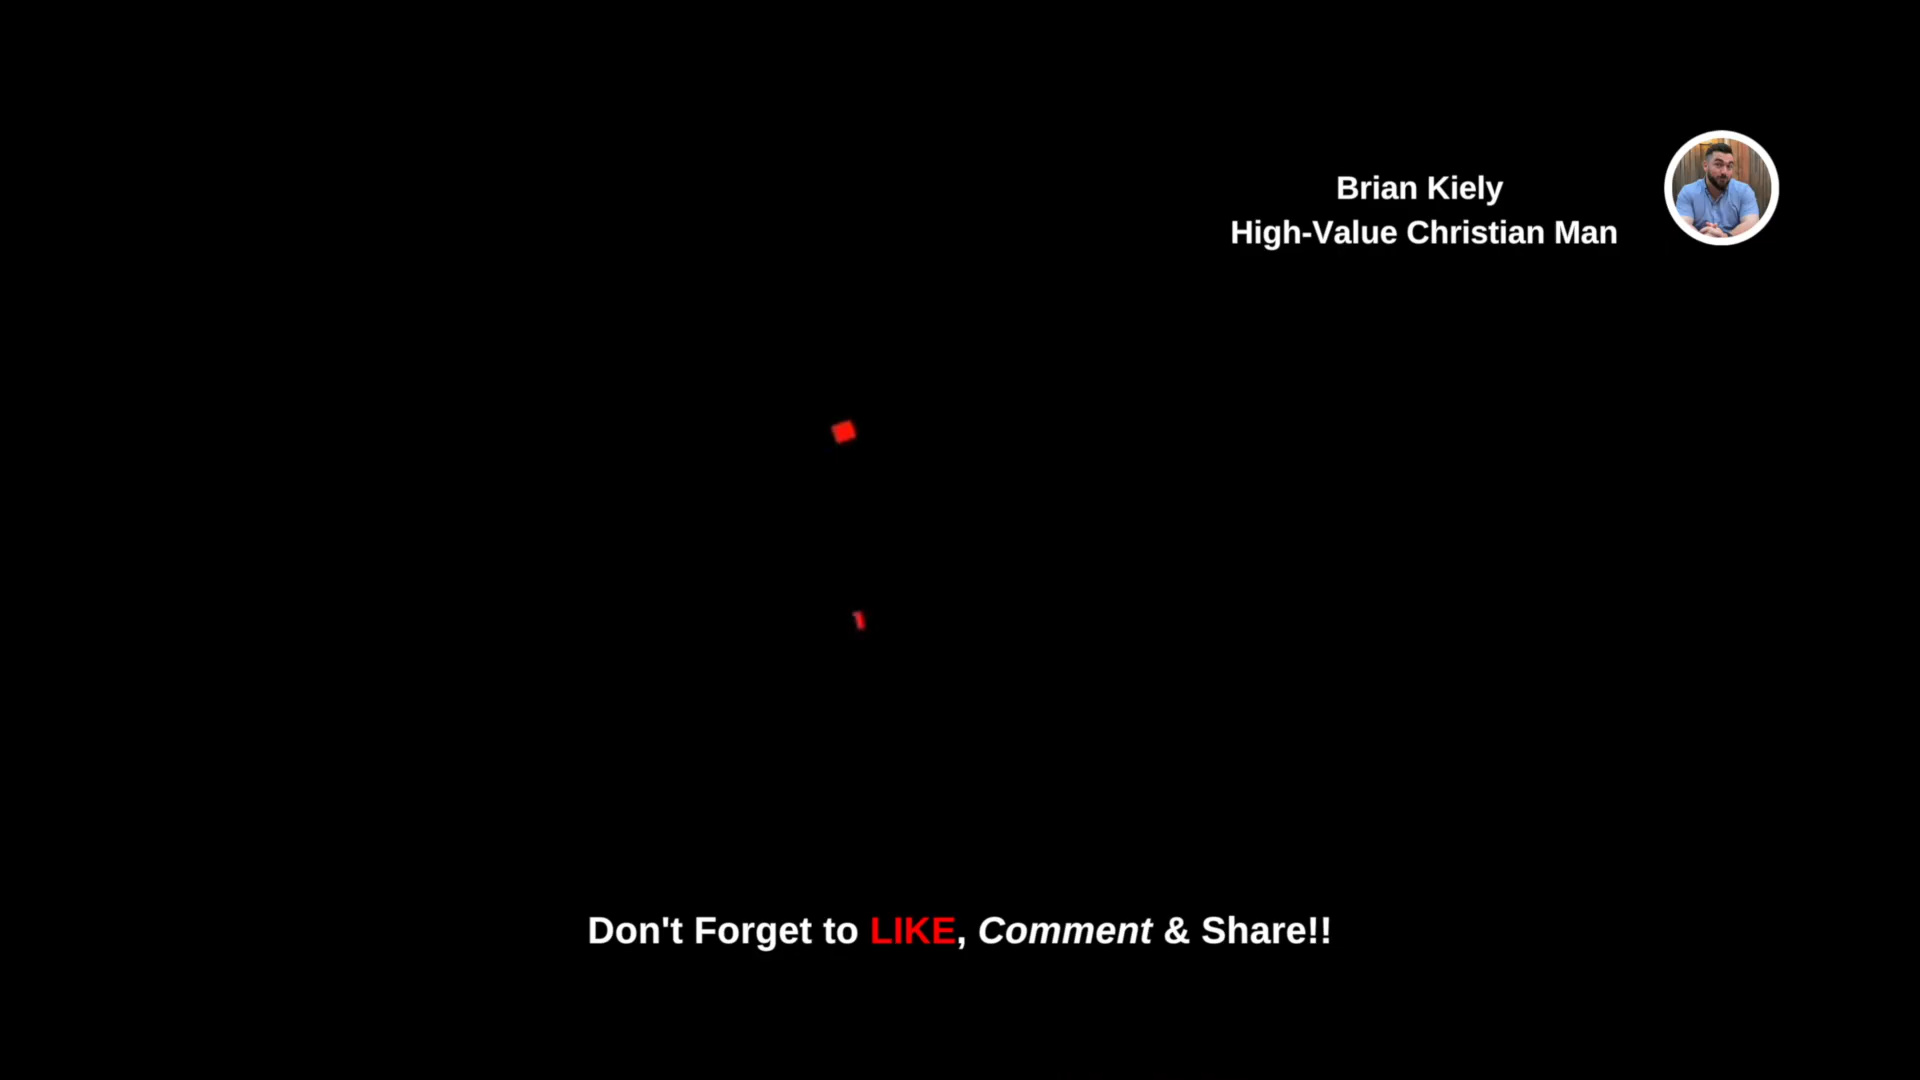 Brian Kiely
High-Value Christian Man
Don't Forget to LIKE, Comment & Share!!